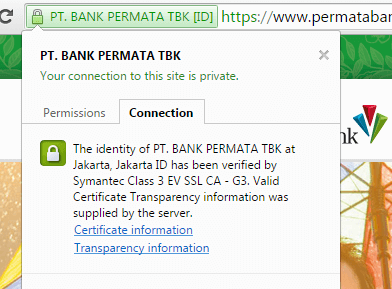 PT. BANK PERMATA TBK [ID] https://www.permataba
PT. BANK PERMATA TBK
Your connection to this site is private.
Permissions Connection
The identity of PT. BANK PERMATA TBK at
Jakarta, Jakarta ID has been verified by
Symantec Class 3 EV SSL CA - G3. Valid
Certificate Transparency information was
supplied by the server.
Certificate information
Transparency information
nk